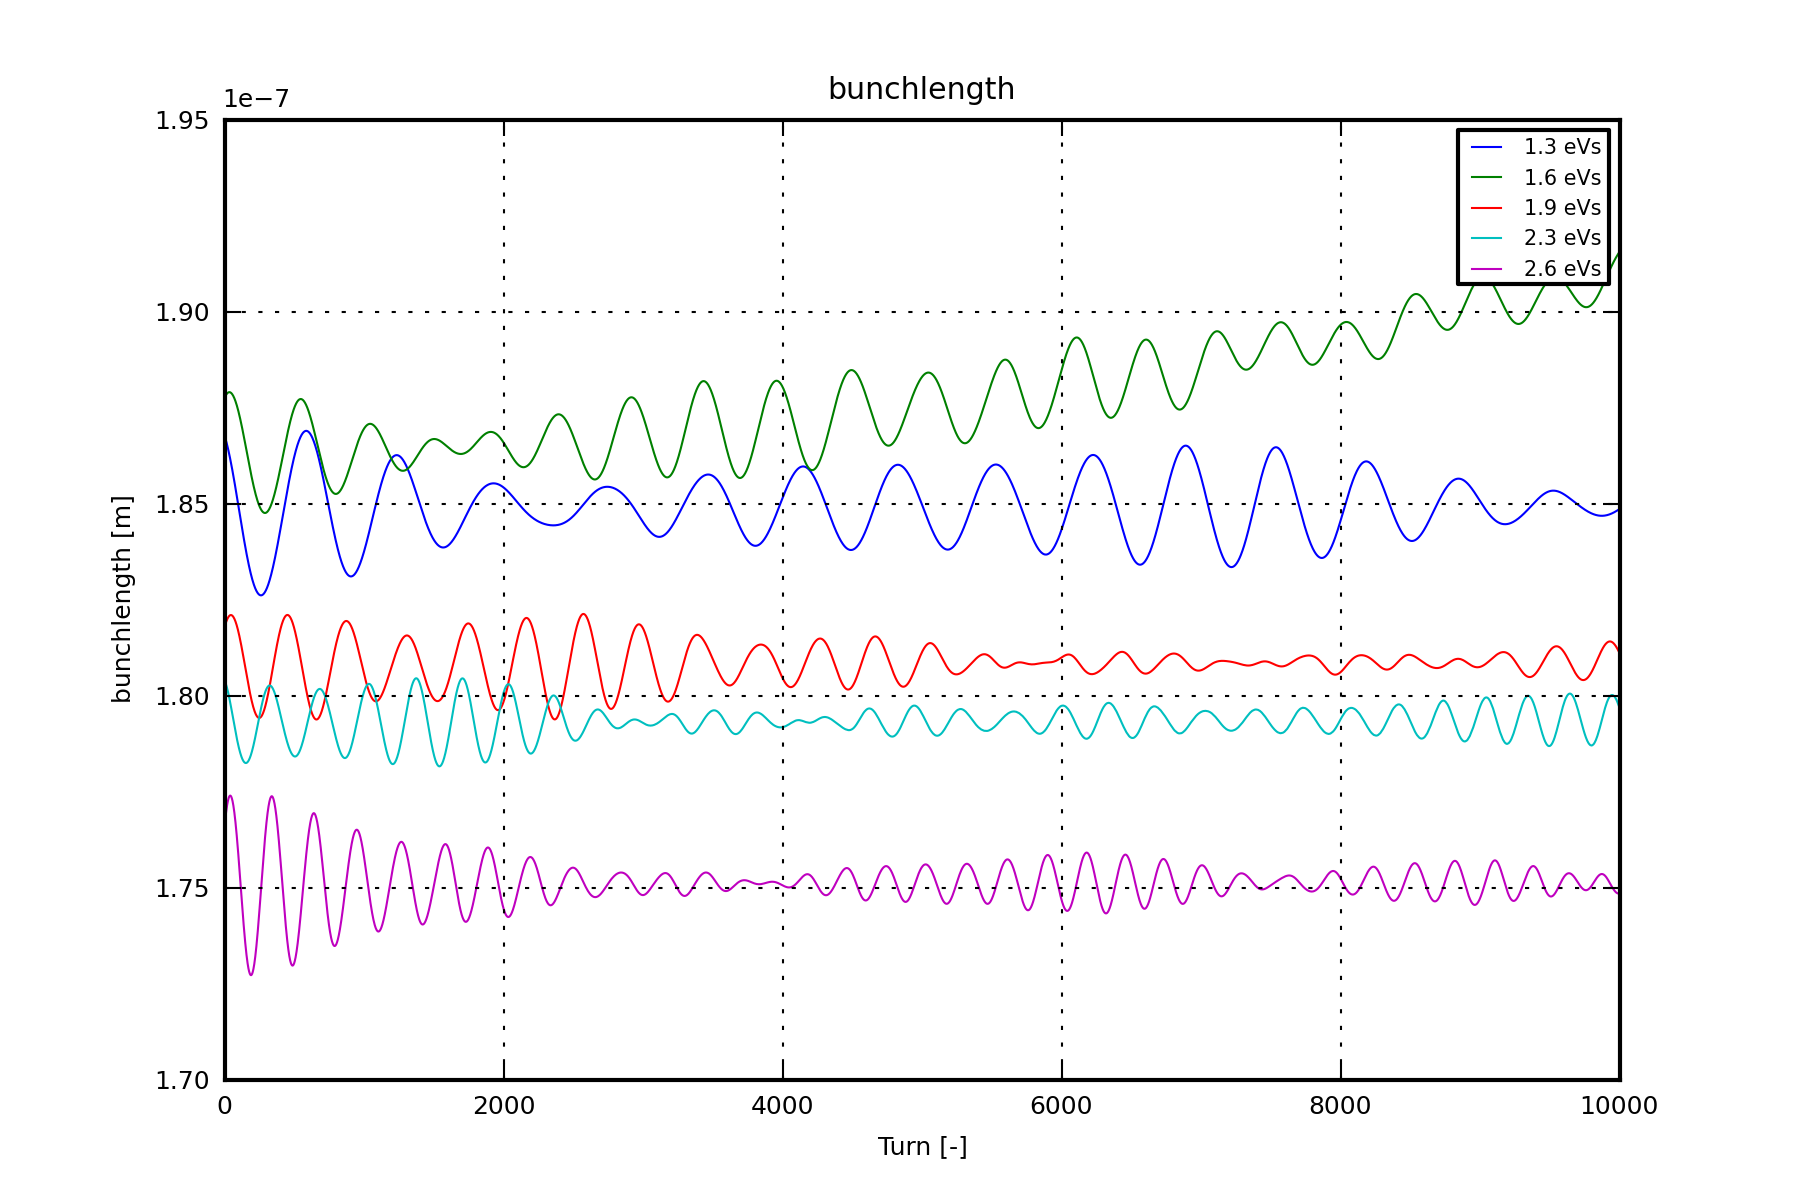 bunchlength
1e−7
1.95
1.90
1.85
1.80
1.75
1.70
bunchlength [m]
0 2000 4000 6000 8000 10000
Turn [-]
1.3 eVs
1.6 eVs
1.9 eVs
2.3 eVs
2.6 eVs